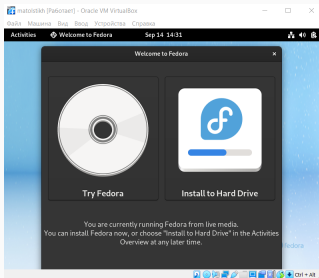 matoistikh [Работает] - Oracle VM VirtualBox
Файл Машина Вид Ввод Устройства Справка
Activities Welcome to Fedora Sep 14 14:31
Welcome to Fedora
Try Fedora Install to Hard Drive
You are currently running Fedora from live media.
You can install Fedora now, or choose "Install to Hard Drive" in the Activities
Overview at any later time.
fedora
Ctrl + Alt